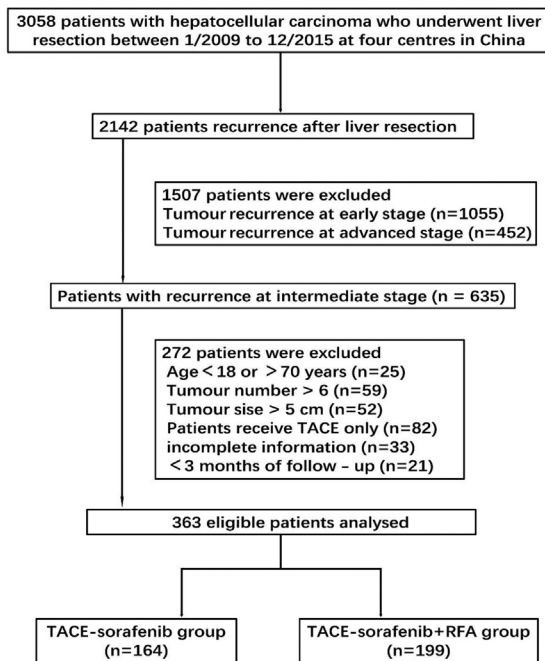 3058 patients with hepatocellular carcinoma who underwent liver
resection between 1/2009 to 12/2015 at four centres in China
2142 patients recurrence after liver resection
1507 patients were excluded
Tumour recurrence at early stage (n=1055)
Tumour recurrence at advanced stage (n=452)
Patients with recurrence at intermediate stage (n = 635)
272 patients were excluded
Age < 18 or > 70 years (n=25)
Tumour number > 6 (n=59)
Tumour sise > 5 cm (n=52)
Patients receive TACE only (n=82)
incomplete information (n=33)
< 3 months of follow – up (n=21)
363 eligible patients analysed
TACE-sorafenib group
(n=164)
TACE-sorafenib+RFA group
(n=199)